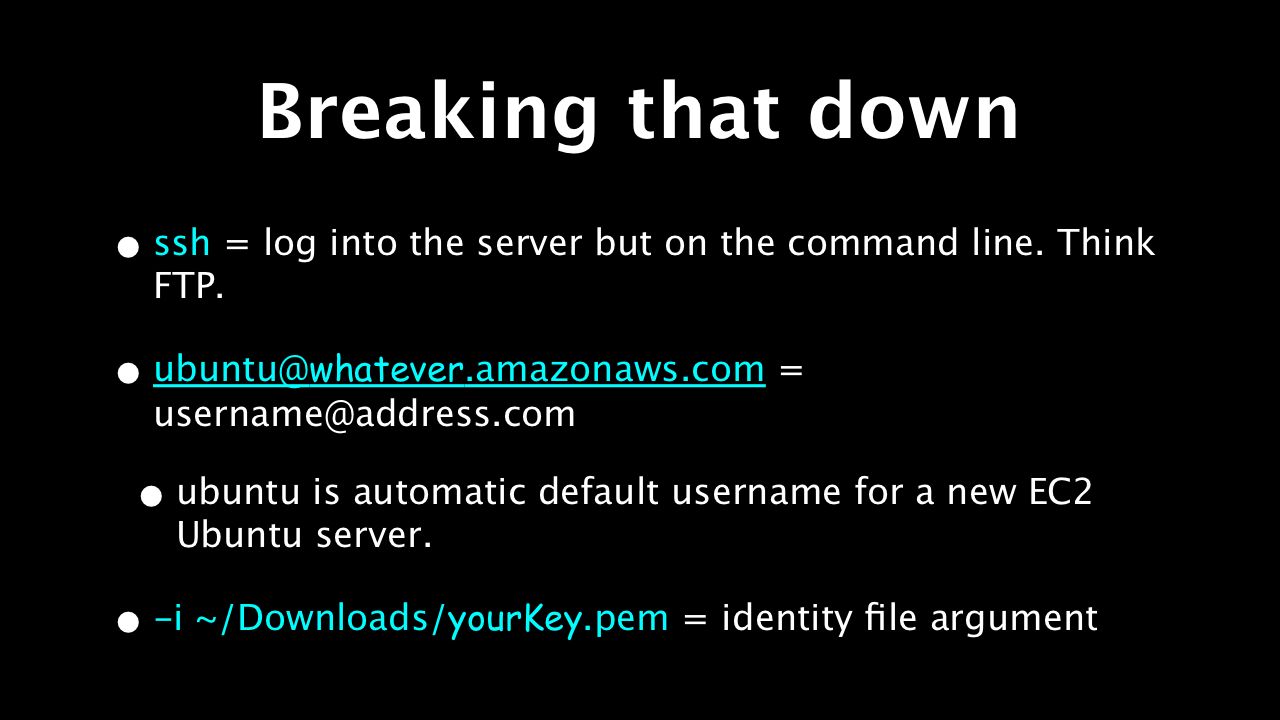 Breaking that down
• ssh = log into the server but on the command line. Think
FTP.
• ubuntu@whatever.amazonaws.com =
username@address.com
• ubuntu is automatic default username for a new EC2
Ubuntu server.
• -i ~/Downloads/yourKey.pem = identity file argument